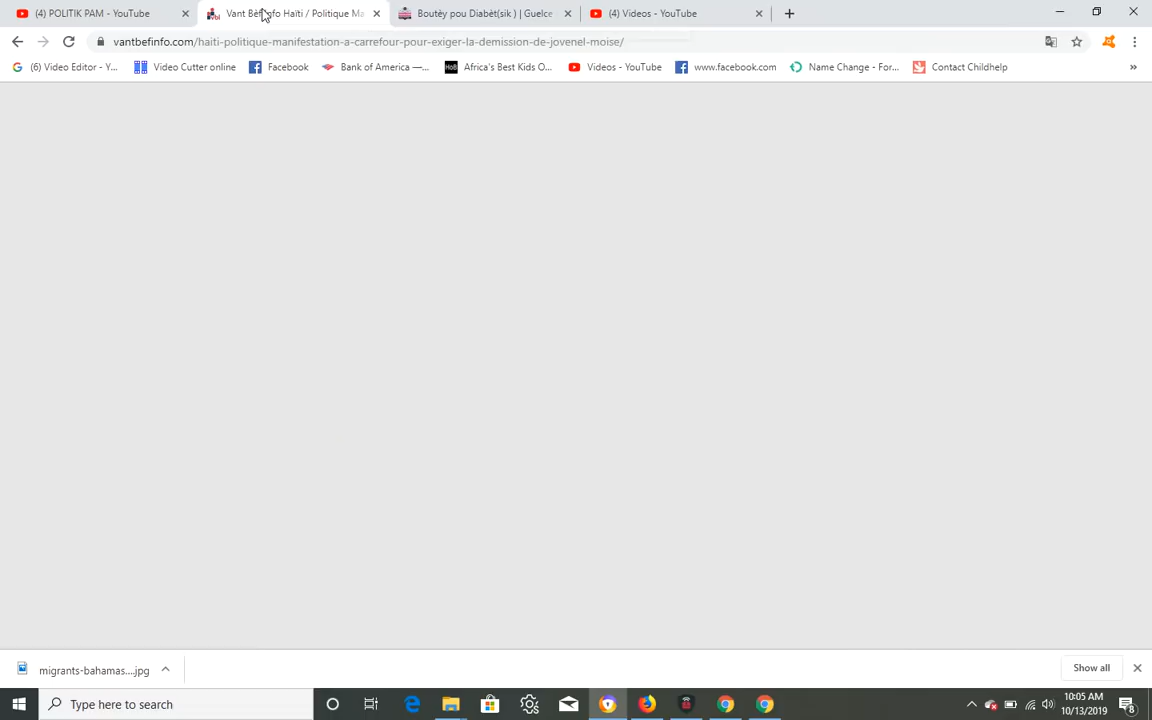 (4) POLITIK PAM - YouTube
Vant Bèf Info Haïti / Politique Ma
Boutèy pou Diabèt(sik ) | Guelce
(4) Videos - YouTube
vantbefinfo.com/haiti-politique-manifestation-a-carrefour-pour-exiger-la-demission-de-jovenel-moise/
(6) Video Editor - Y...
Video Cutter online
Facebook
Bank of America —...
Africa's Best Kids O...
Videos - YouTube
www.facebook.com
Name Change - For...
Contact Childhelp
»
migrants-bahamas....jpg
Show all
Type here to search
10:05 AM
10/13/2019
8